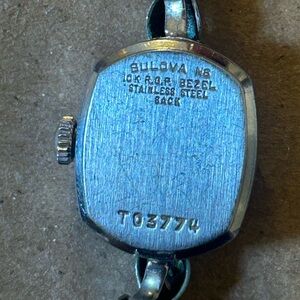 BULOVA N8
10K R.G.P. BEZEL
STAINLESS STEEL
BACK
T03774